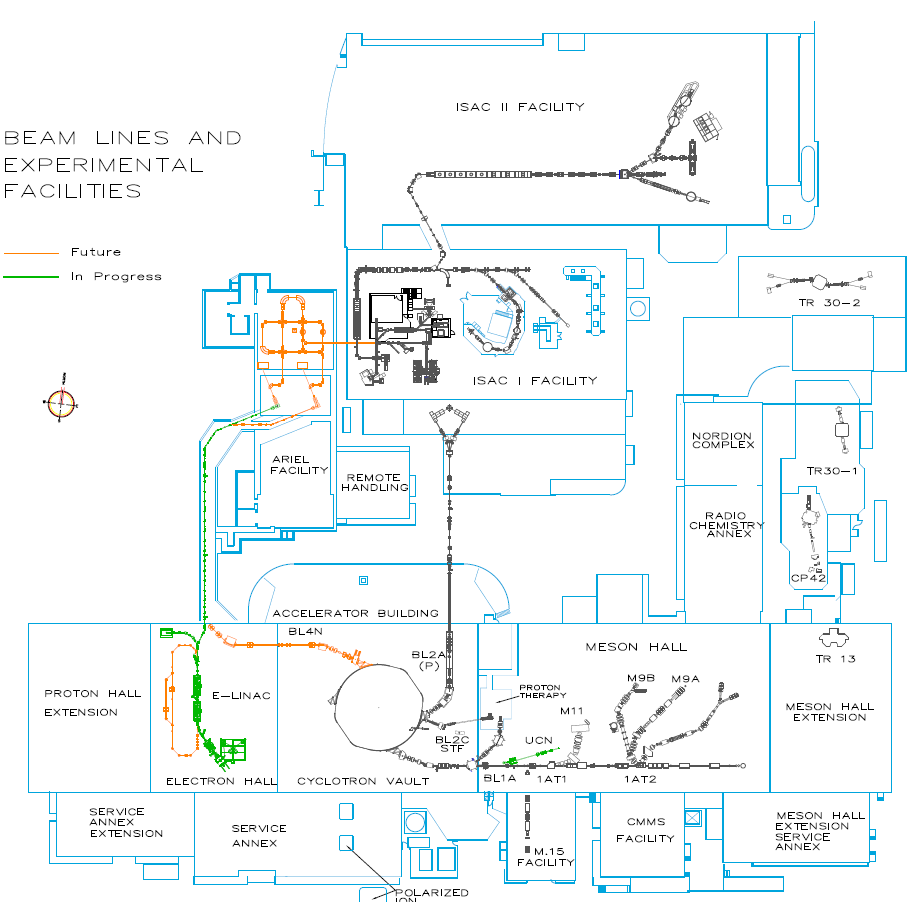 BEAM LINES AND
EXPERIMENTAL
FACILITIES
Future
In Progress
ISAC II FACILITY
TR 30-2
ISAC I FACILITY
NORDION
COMPLEX
TR30-1
ARIEL
FACILITY
REMOTE
HANDLING
RADIO
CHEMISTRY
ANNEX
CP42
ACCELERATOR BUILDING
BL4N
BL2A
(P)
MESON HALL
TR 13
PROTON HALL
EXTENSION
E-LINAC
PROTON
THERAPY
M9B
M9A
M11
MESON HALL
EXTENSION
BL2C
STF
UCN
ELECTRON HALL
CYCLOTRON VAULT
BL1A
1AT1
1AT2
SERVICE
ANNEX
EXTENSION
SERVICE
ANNEX
M.15
FACILITY
CMMS
FACILITY
MESON HALL
EXTENSION
SERVICE
ANNEX
POLARIZED
ION